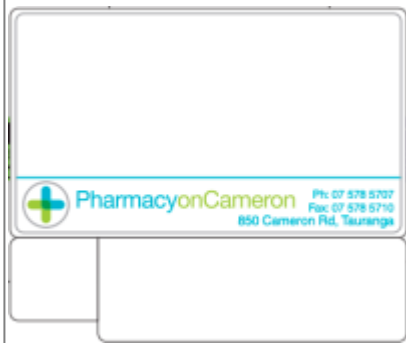 PharmacyonCameron
Ph: 07 578 5707
Fax: 07 578 5710
850 Cameron Rd, Tauranga